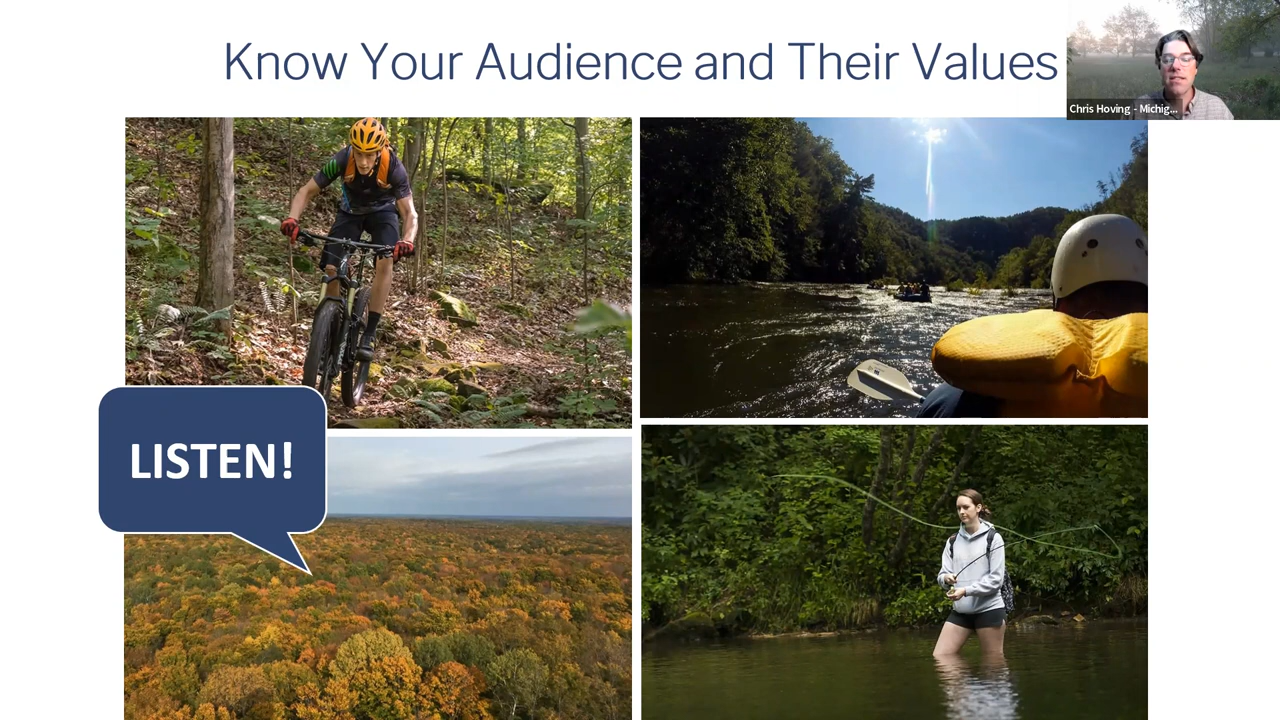 Know Your Audience and Their Values
Chris Hoving - Michig...
LISTEN!